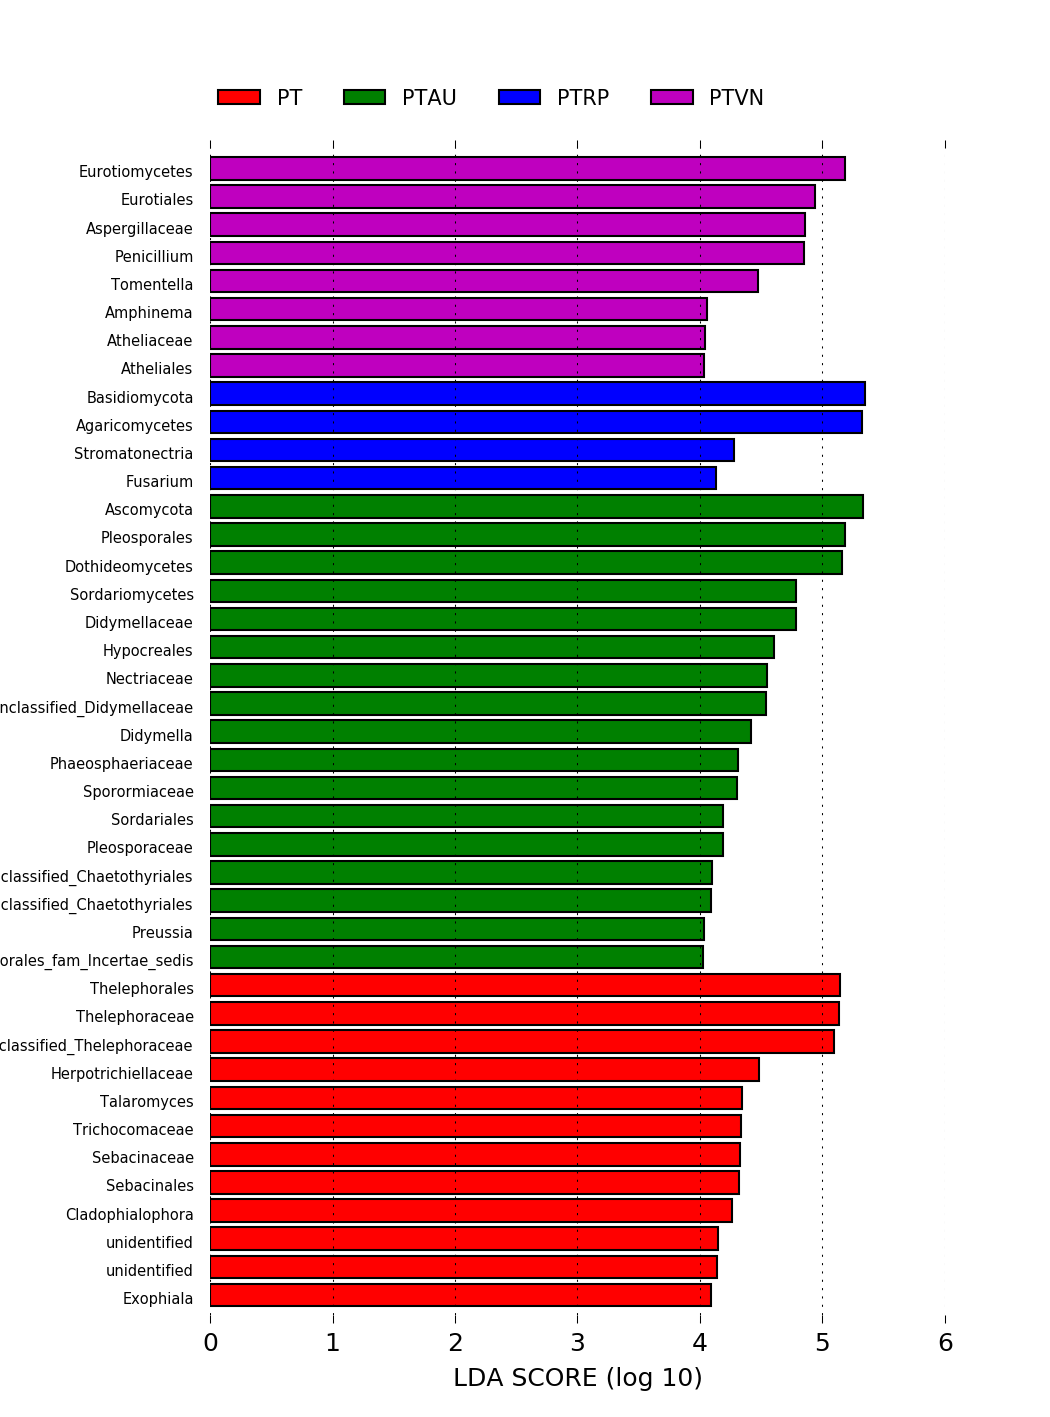 PT PTAU PTRP PTVN
Eurotiomycetes
Eurotiales
Aspergillaceae
Penicillium
Tomentella
Amphinema
Atheliaceae
Atheliales
Basidiomycota
Agaricomycetes
Stromatonectria
Fusarium
Ascomycota
Pleosporales
Dothideomycetes
Sordariomycetes
Didymellaceae
Hypocreales
Nectriaceae
nclassified_Didymellaceae
Didymella
Phaeosphaeriaceae
Sporormiaceae
Sordariales
Pleosporaceae
classified_Chaetothyriales
classified_Chaetothyriales
Preussia
orales_fam_Incertae_sedis
Thelephorales
Thelephoraceae
classified_Thelephoraceae
Herpotrichiellaceae
Talaromyces
Trichocomaceae
Sebacinaceae
Sebacinales
Cladophialophora
unidentified
unidentified
Exophiala
0 1 2 3 4 5 6
LDA SCORE (log 10)